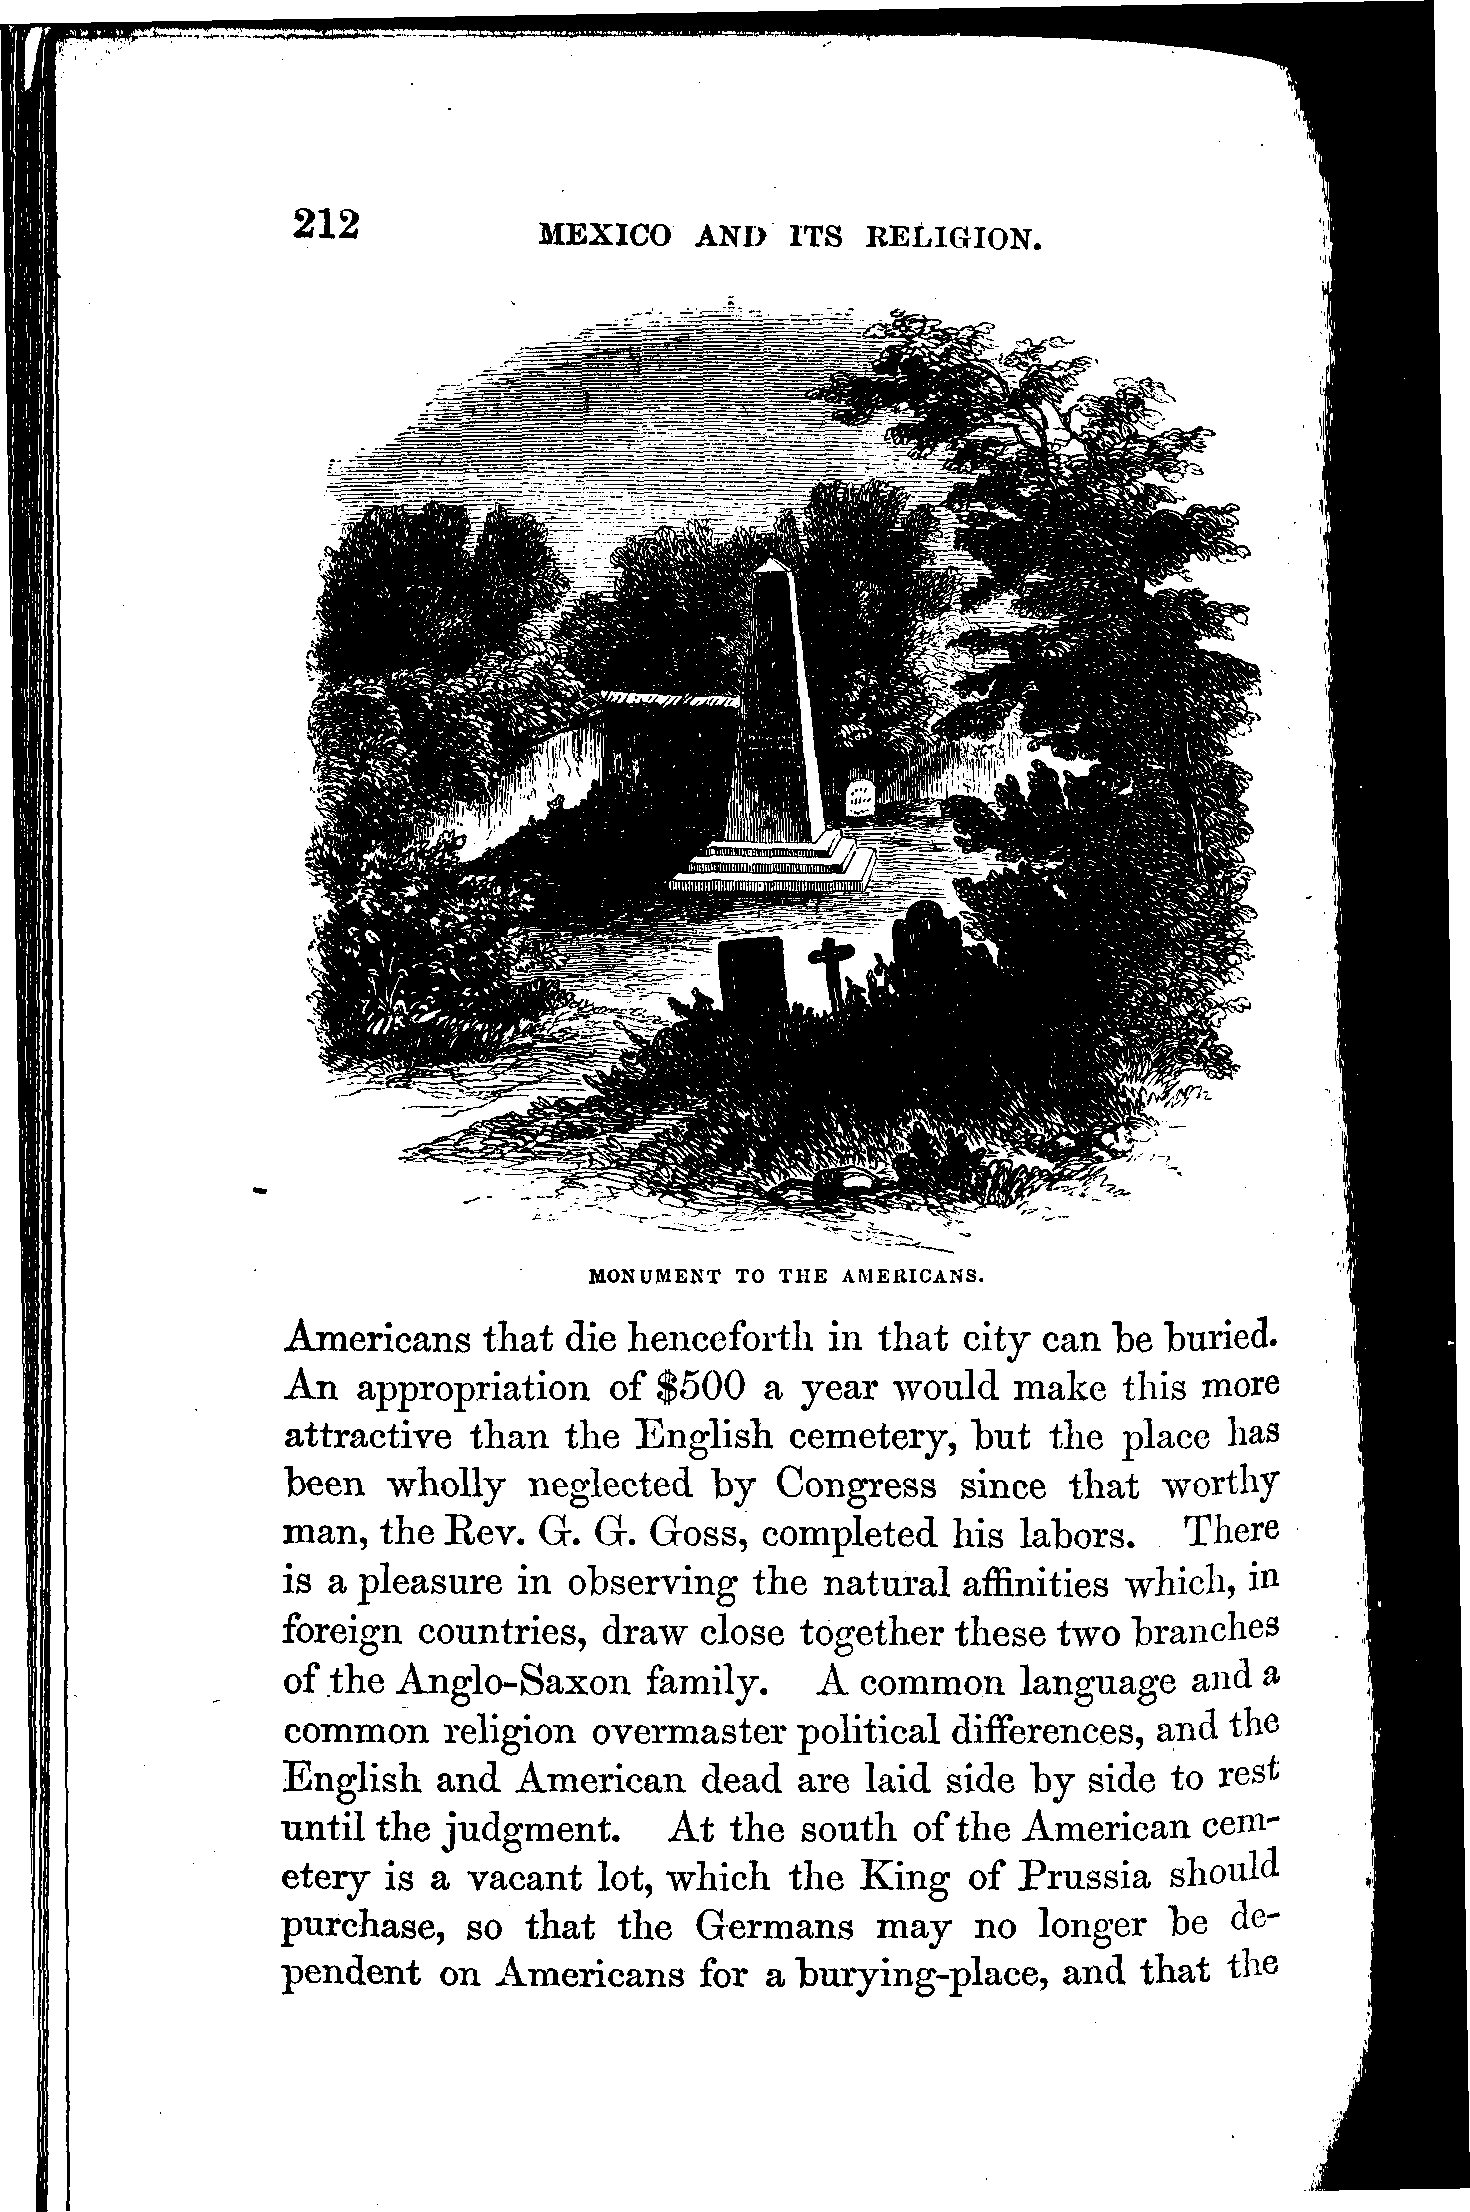 212
MEXICO AND ITS RELIGION.
MONUMENT TO THE AMERICANS.
Americans that die henceforth in that city can be buried.
An appropriation of $500 a year would make this more
attractive than the English cemetery, but the place has
been wholly neglected by Congress since that worthy
man, the Rev. G. G. Goss, completed his labors. There
is a pleasure in observing the natural affinities which, in
foreign countries, draw close together these two branches
of the Anglo-Saxon family. A common language and a
common religion overmaster political differences, and the
English and American dead are laid side by side to rest
until the judgment. At the south of the American cem-
etery is a vacant lot, which the King of Prussia should
purchase, so that the Germans may no longer be de-
pendent on Americans for a burying-place, and that the